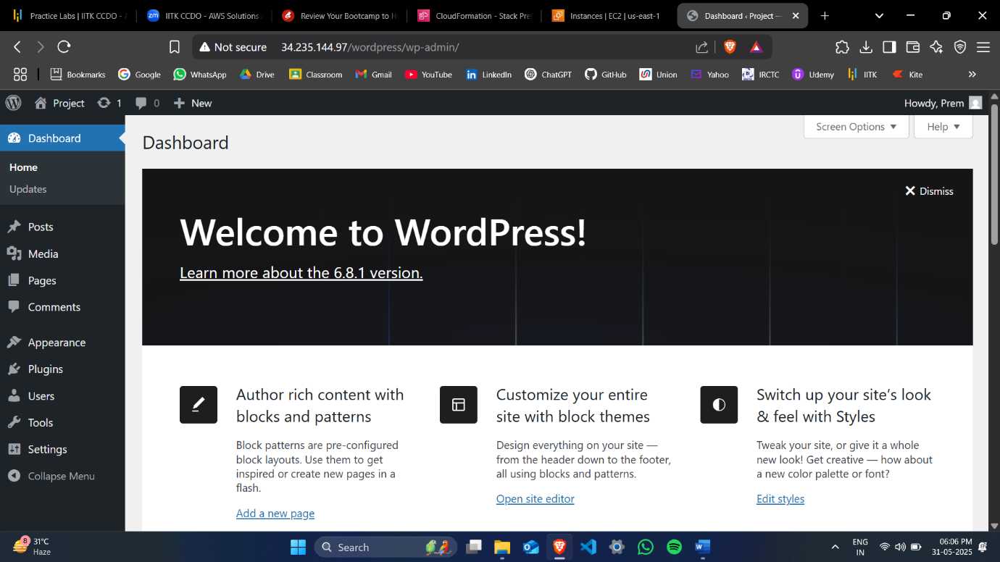 Practice Labs | IITK CCDO - A
zm IITK CCDO - AWS Solutions
Review Your Bootcamp to H
CloudFormation - Stack Pre
Instances | EC2 | us-east-1
Dashboard ‹ Project —
Not secure 34.235.144.97/wordpress/wp-admin/
Bookmarks Google WhatsApp Drive Classroom Gmail YouTube LinkedIn ChatGPT GitHub Union Yahoo IRCTC Udemy IITK Kite
Project 1 0 New Howdy, Prem
Dashboard
Home
Updates
Posts
Media
Pages
Comments
Appearance
Plugins
Users
Tools
Settings
Collapse Menu
Screen Options ▼ Help ▼
Dashboard
Dismiss
Welcome to WordPress!
Learn more about the 6.8.1 version.
Author rich content with
blocks and patterns
Block patterns are pre-configured
block layouts. Use them to get
inspired or create new pages in a
flash.
Add a new page
Customize your entire
site with block themes
Design everything on your site —
from the header down to the footer,
all using blocks and patterns.
Open site editor
Switch up your site’s look
& feel with Styles
Tweak your site, or give it a whole
new look! Get creative — how about
a new color palette or font?
Edit styles
8
31°C
Haze
Search
ENG
IN
06:06 PM
31-05-2025